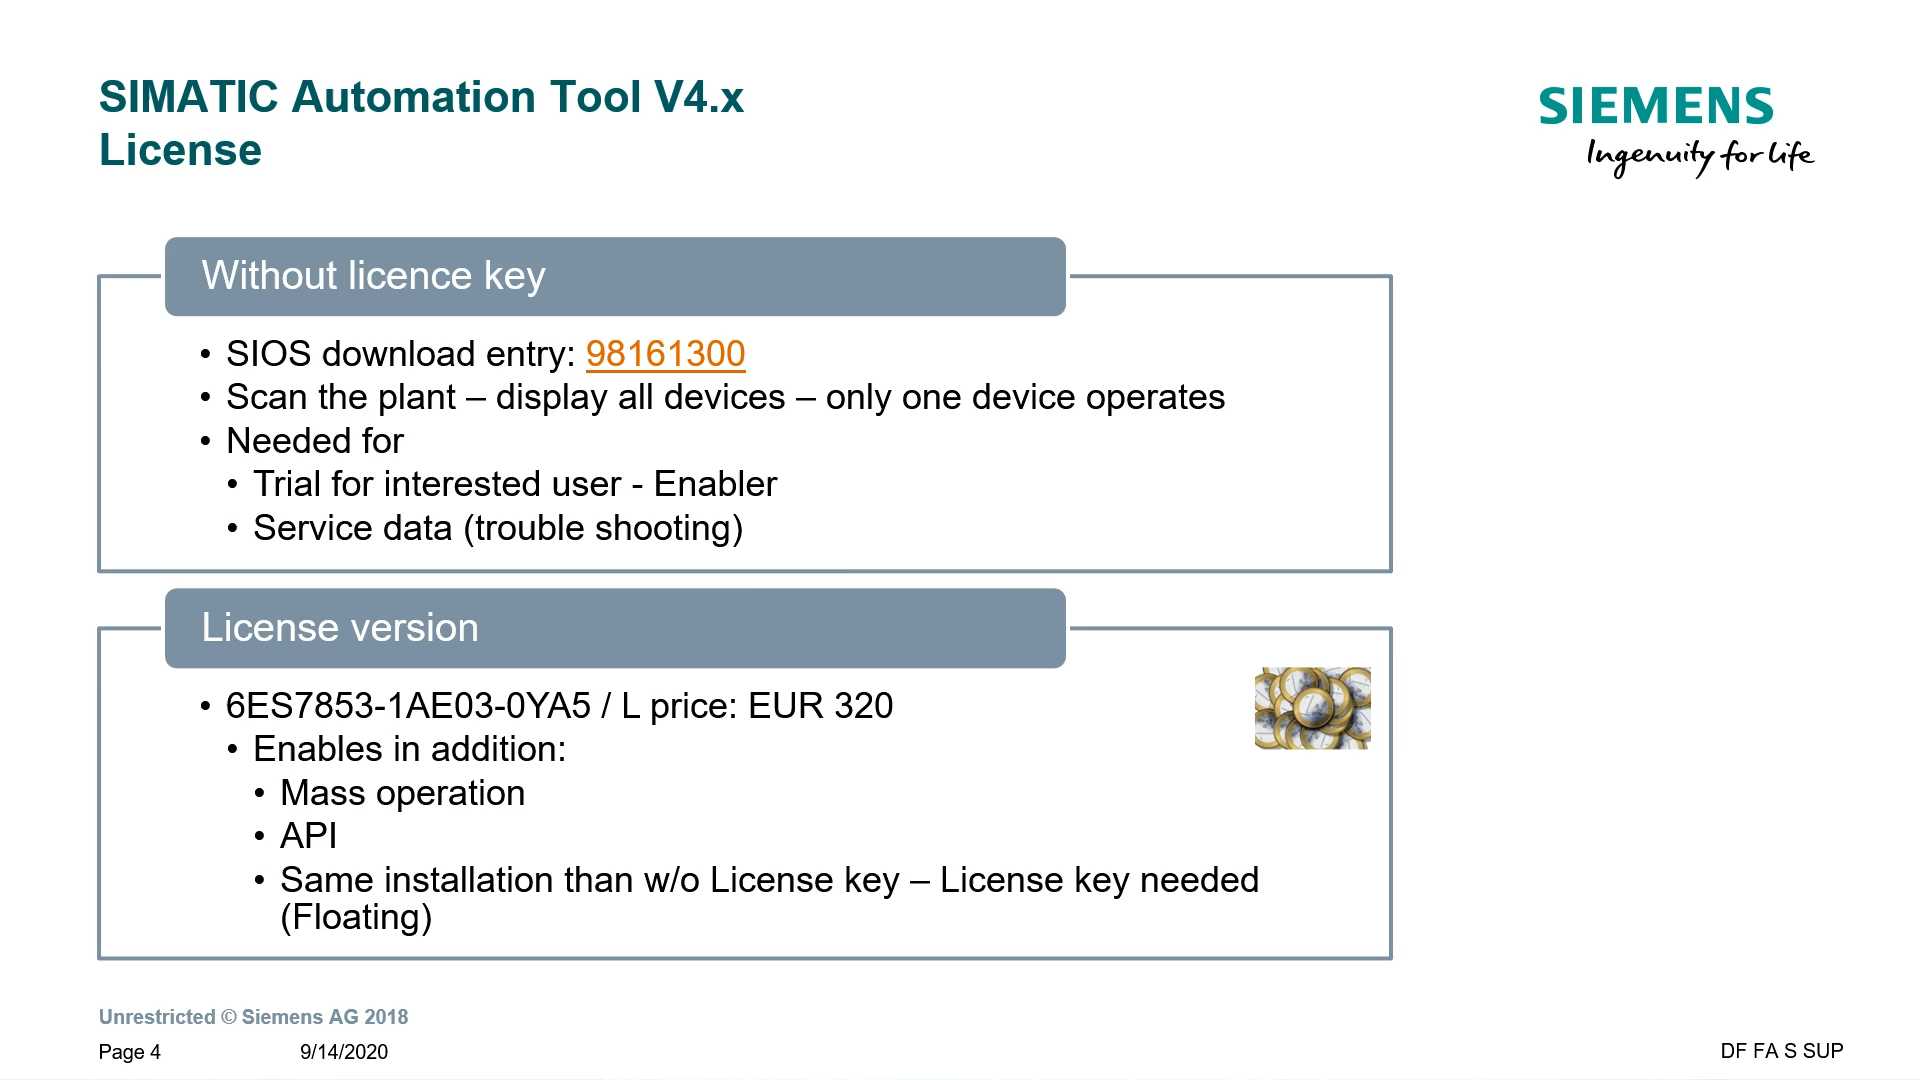 SIMATIC Automation Tool V4.x
License
SIEMENS
Ingenuity for life
Without licence key
• SIOS download entry: 98161300
• Scan the plant – display all devices – only one device operates
• Needed for
• Trial for interested user - Enabler
• Service data (trouble shooting)
License version
• 6ES7853-1AE03-0YA5 / L price: EUR 320
• Enables in addition:
• Mass operation
• API
• Same installation than w/o License key – License key needed
(Floating)
Unrestricted © Siemens AG 2018
Page 4 9/14/2020 DF FA S SUP